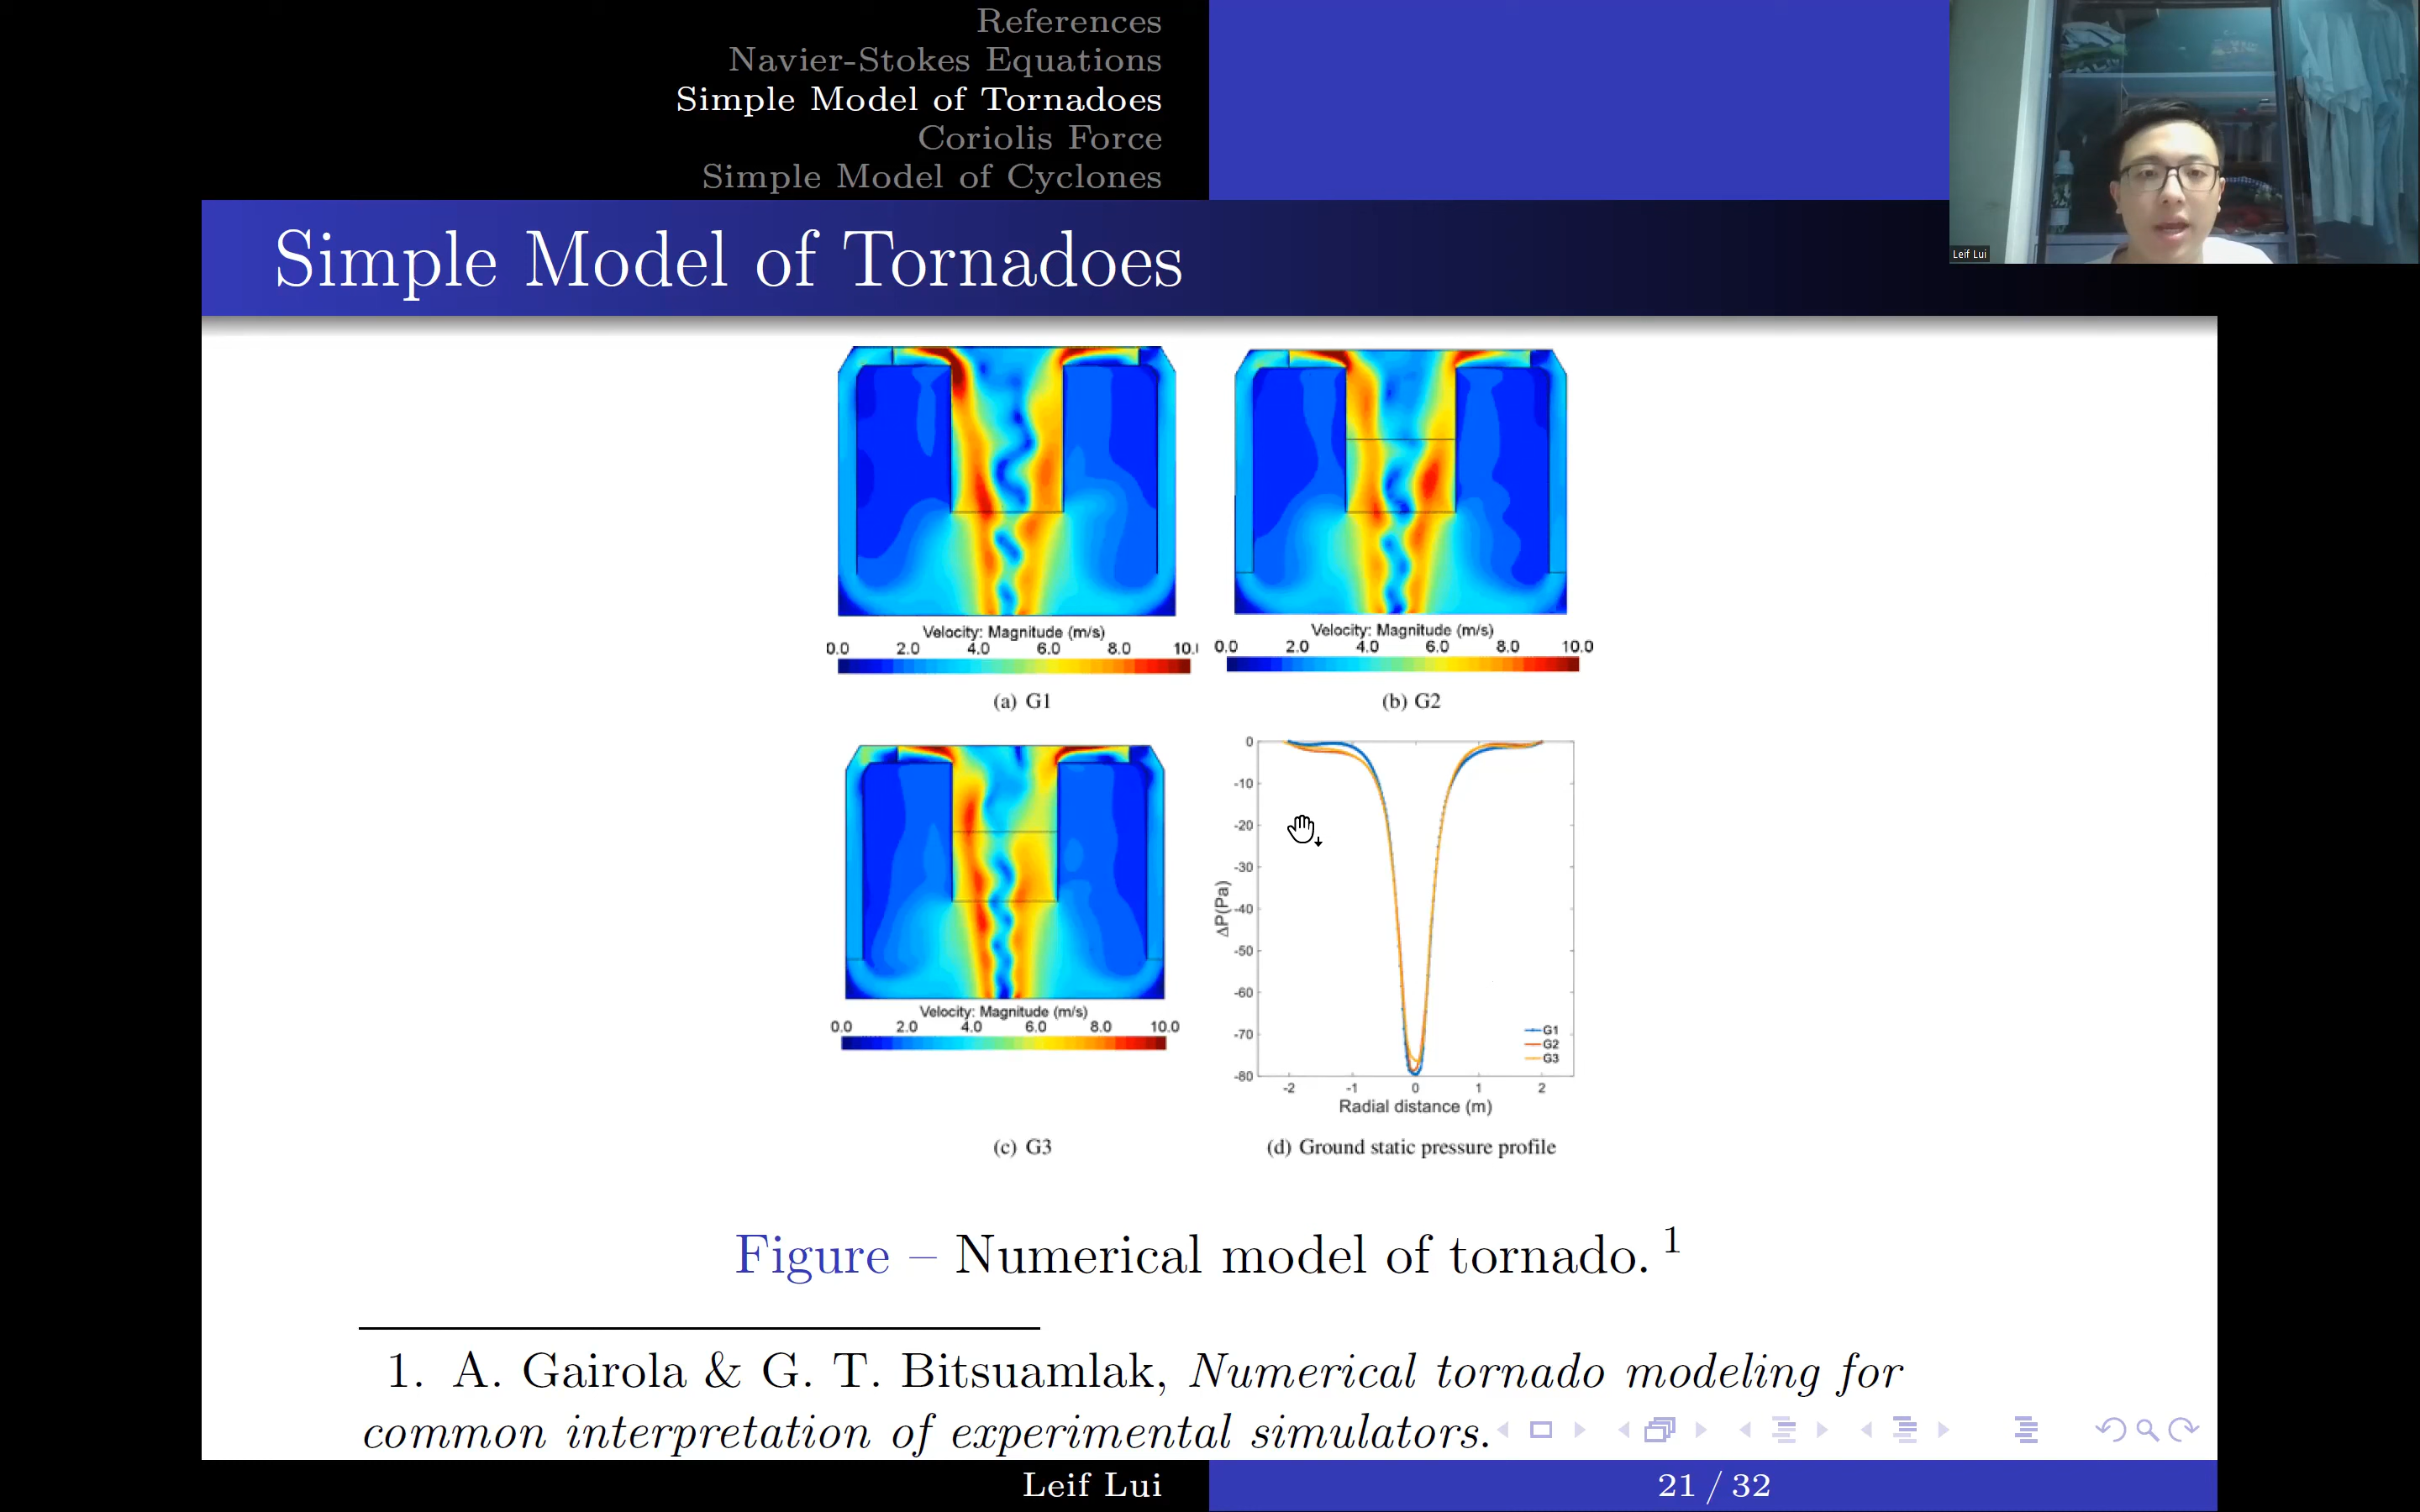 References
Navier-Stokes Equations
Simple Model of Tornadoes
Coriolis Force
Simple Model of Cyclones
Leif Lui
Simple Model of Tornadoes
Velocity: Magnitude (m/s)
0.0 2.0 4.0 6.0 8.0 10.
(a) G1
Velocity: Magnitude (m/s)
0.0 2.0 4.0 6.0 8.0 10.0
(b) G2
Velocity: Magnitude (m/s)
0.0 2.0 4.0 6.0 8.0 10.0
(c) G3
0
-10
-20
-30
-40
-50
-60
-70
-80
ΔP(Pa)
G1
G2
G3
-2 -1 0 1 2
Radial distance (m)
(d) Ground static pressure profile
Figure – Numerical model of tornado. 1
1. A. Gairola & G. T. Bitsuamlak, Numerical tornado modeling for
common interpretation of experimental simulators.
Leif Lui
21 / 32